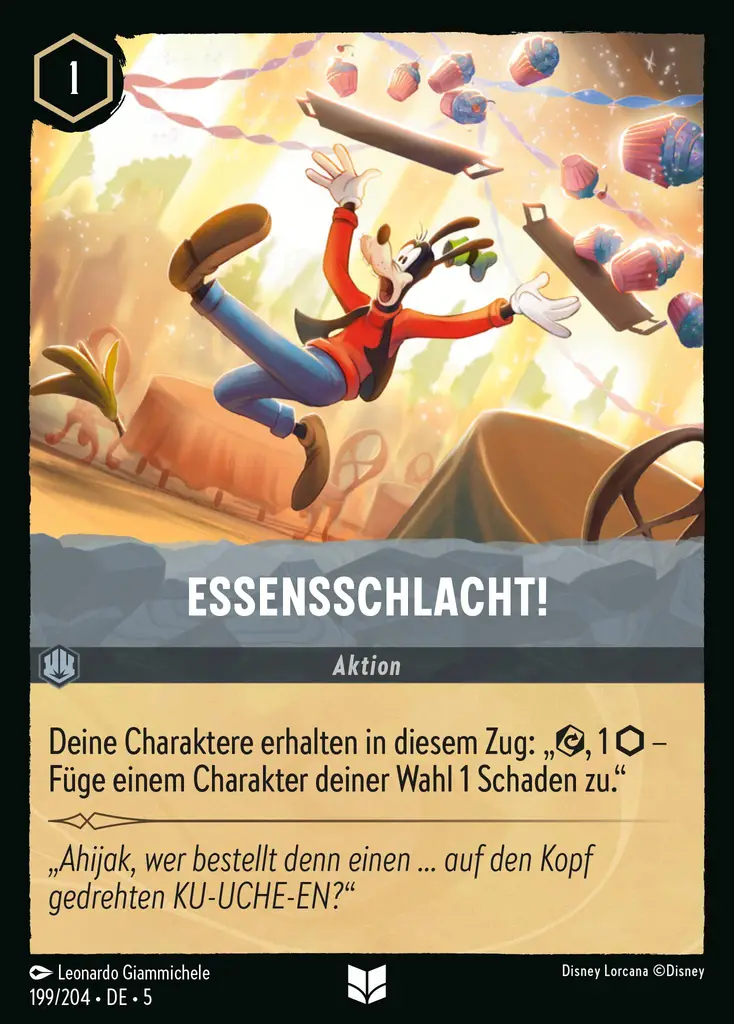 1
ESSENSSCHLACHT!
Aktion
Deine Charaktere erhalten in diesem Zug: „⟳, 1 ⬡ –
Füge einem Charakter deiner Wahl 1 Schaden zu.“
„Ahijak, wer bestellt denn einen ... auf den Kopf
gedrehten KU-UCHE-EN?“
Leonardo Giammichele
Disney Lorcana ©Disney
199/204 • DE • 5